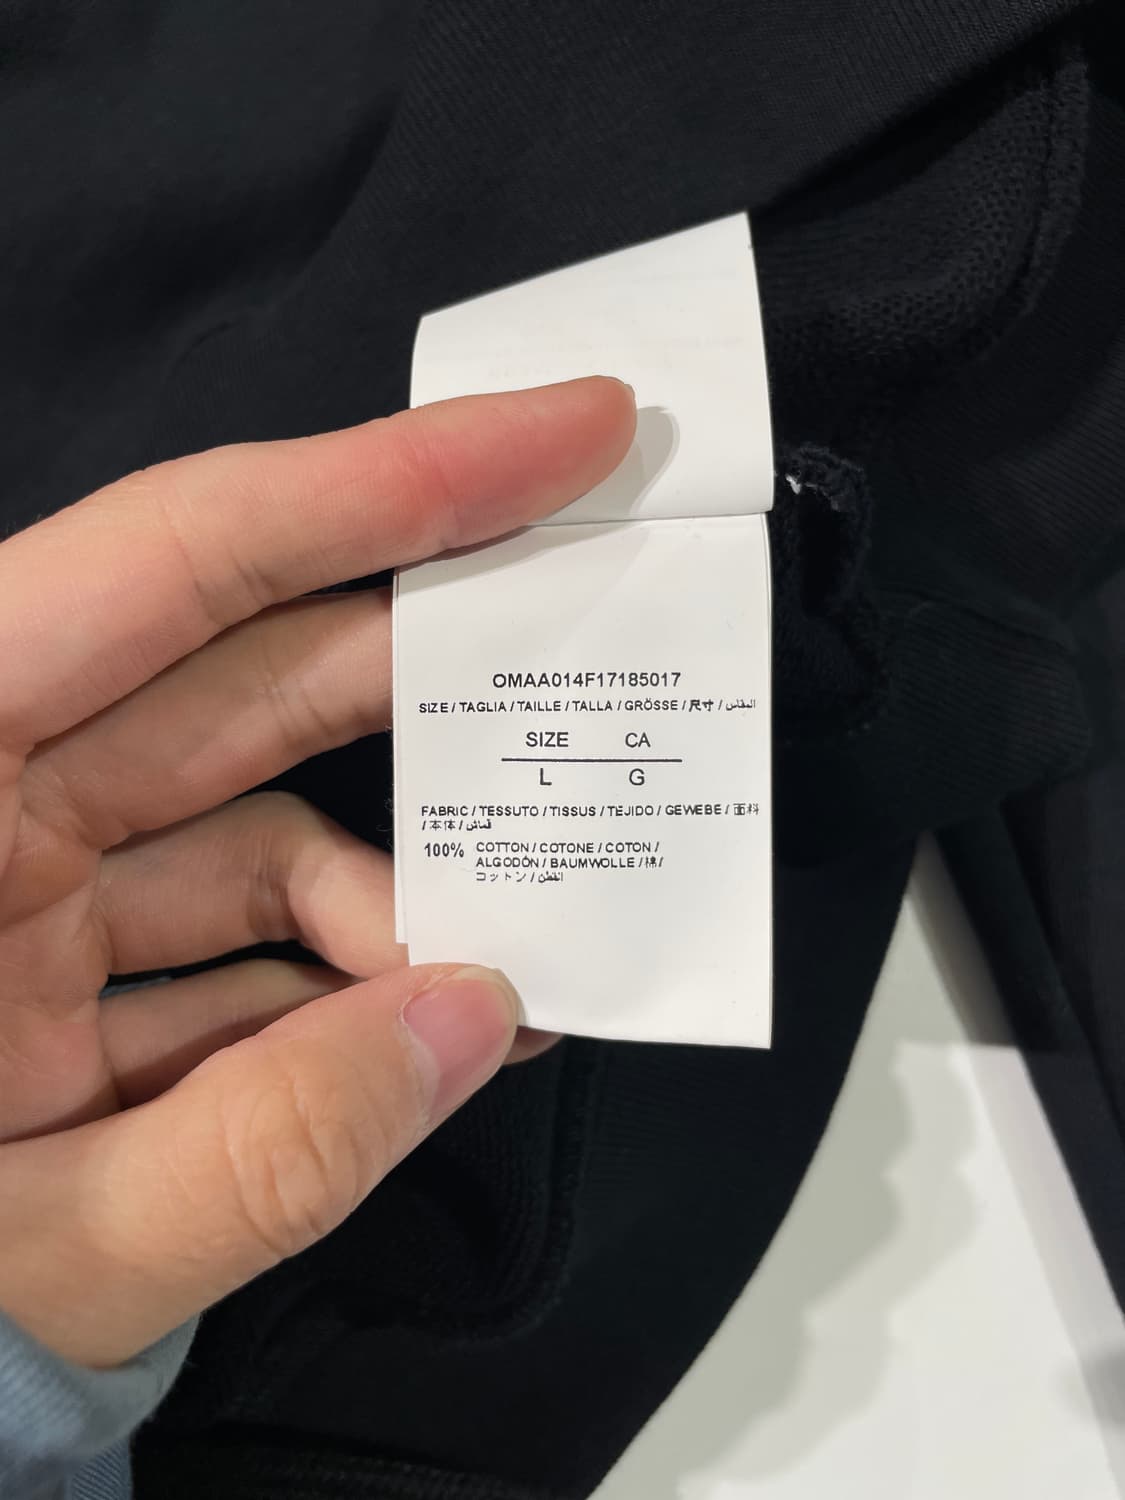 OMAA014F17185017
SIZE / TAGLIA / TAILLE / TALLA / GRÖSSE / 尺寸 / المقاس
SIZE CA
L G
FABRIC / TESSUTO / TISSUS / TEJIDO / GEWEBE / 面料
/ 本体 / قماش
100% COTTON / COTONE / COTON /
ALGODÓN / BAUMWOLLE / 棉 /
コットン / القطن